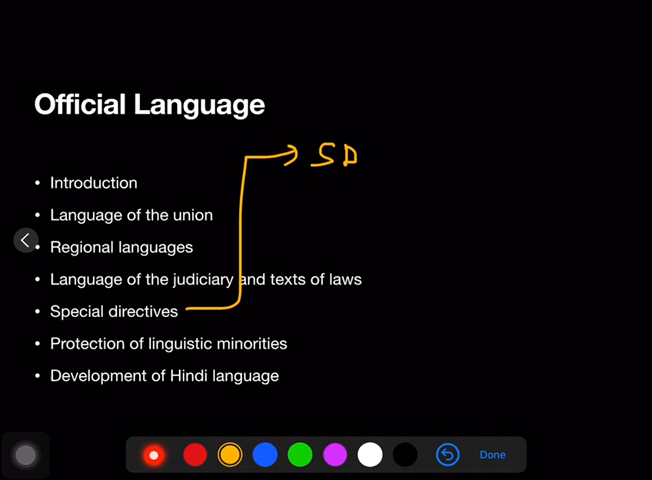 Official Language
SD
• Introduction
• Language of the union
• Regional languages
• Language of the judiciary and texts of laws
• Special directives
• Protection of linguistic minorities
• Development of Hindi language
Done